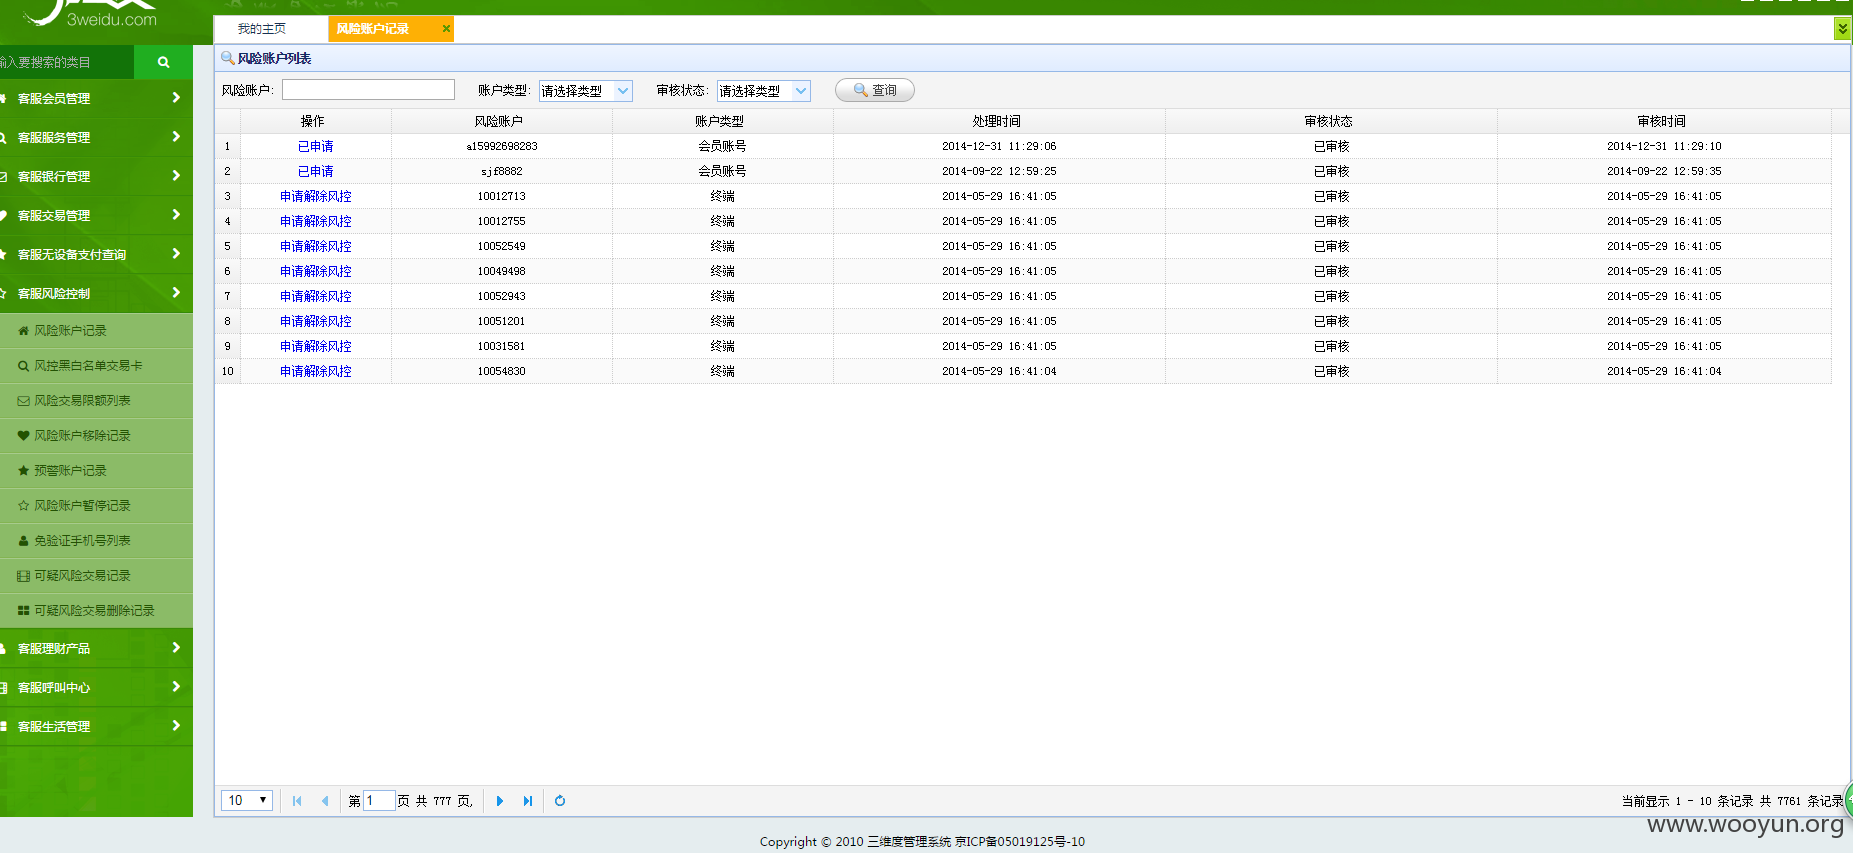 3weidu.com
我的主页 风险账户记录
输入要搜索的类目
风险账户列表
风险账户: 账户类型: 请选择类型 审核状态: 请选择类型 查询
操作 风险账户 账户类型 处理时间 审核状态 审核时间
1 已申请 a15992698283 会员账号 2014-12-31 11:29:06 已审核 2014-12-31 11:29:10
2 已申请 sjf8882 会员账号 2014-09-22 12:59:25 已审核 2014-09-22 12:59:35
3 申请解除风控 10012713 终端 2014-05-29 16:41:05 已审核 2014-05-29 16:41:05
4 申请解除风控 10012755 终端 2014-05-29 16:41:05 已审核 2014-05-29 16:41:05
5 申请解除风控 10052549 终端 2014-05-29 16:41:05 已审核 2014-05-29 16:41:05
6 申请解除风控 10049498 终端 2014-05-29 16:41:05 已审核 2014-05-29 16:41:05
7 申请解除风控 10052943 终端 2014-05-29 16:41:05 已审核 2014-05-29 16:41:05
8 申请解除风控 10051201 终端 2014-05-29 16:41:05 已审核 2014-05-29 16:41:05
9 申请解除风控 10031581 终端 2014-05-29 16:41:05 已审核 2014-05-29 16:41:05
10 申请解除风控 10054830 终端 2014-05-29 16:41:04 已审核 2014-05-29 16:41:04
客服会员管理
客服服务管理
客服银行管理
客服交易管理
客服无设备支付查询
客服风险控制
风险账户记录
风控黑白名单交易卡
风险交易限额列表
风险账户移除记录
预警账户记录
风险账户暂停记录
免验证手机号列表
可疑风险交易记录
可疑风险交易删除记录
客服理财产品
客服呼叫中心
客服生活管理
10 第 1 页 共 777 页, 当前显示 1 - 10 条记录 共 7761 条记录
www.wooyun.org
Copyright © 2010 三维度管理系统 京ICP备05019125号-10